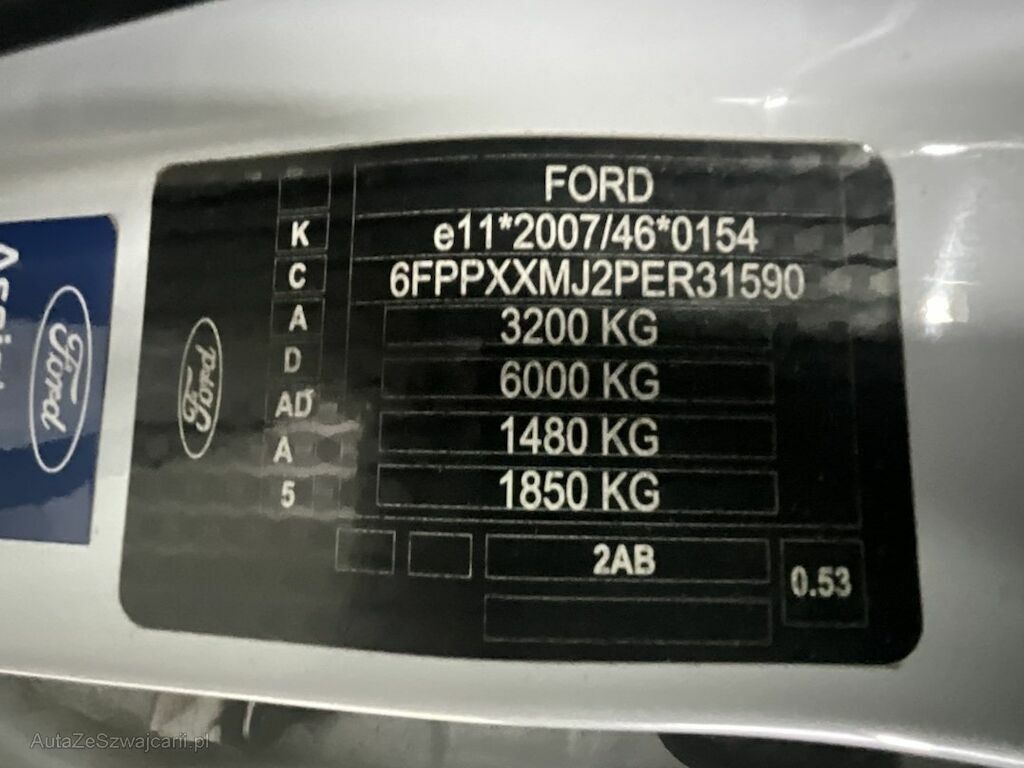 FORD
K e11*2007/46*0154
C 6FPPXXMJ2PER31590
A 3200 KG
D 6000 KG
AD 1480 KG
A 1850 KG
5
2AB
0.53
Ford
Ford
AutaZeSzwajcarii.pl